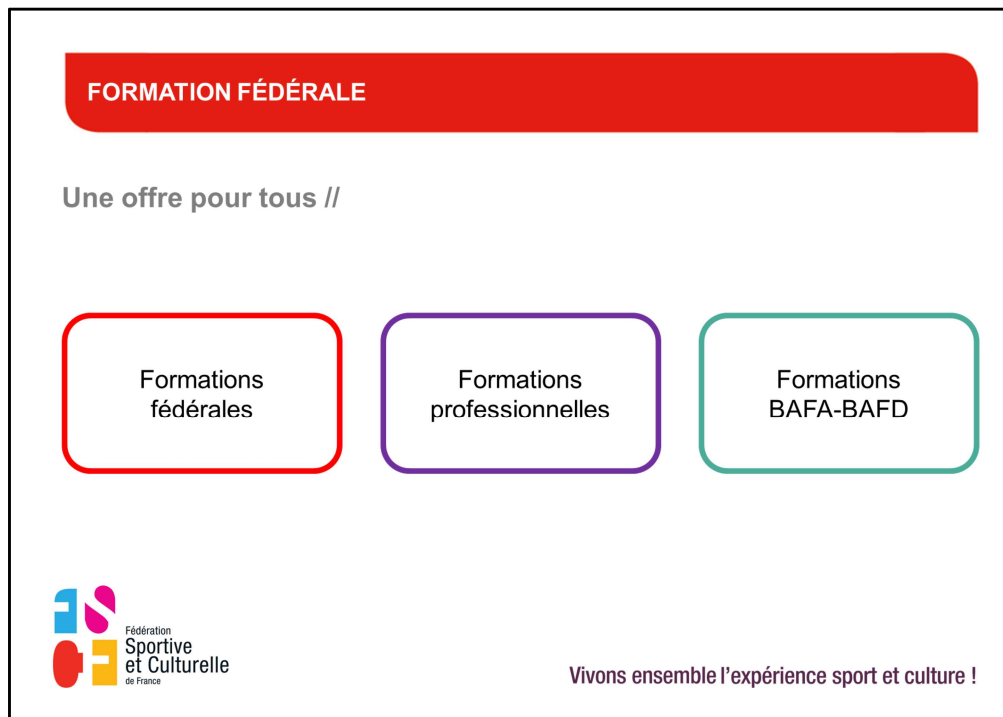 FORMATION FÉDÉRALE
Une offre pour tous //
Formations
fédérales
Formations
professionnelles
Formations
BAFA-BAFD
FSCF
Fédération
Sportive
et Culturelle
de France
Vivons ensemble l'expérience sport et culture !